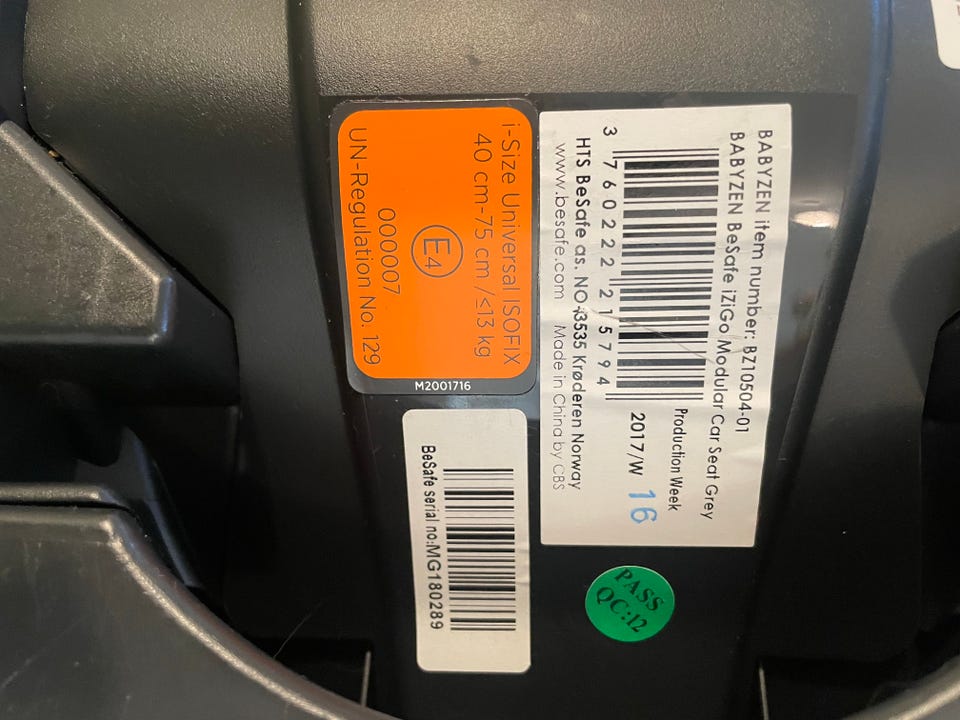 BABYZEN item number: BZ10504-01
BABYZEN BeSafe iZiGo Modular Car Seat Grey
Production Week
2017/W 16
3 760222 215794
HTS BeSafe as. NO-3535 Krøderen Norway
www.besafe.com Made in China by CBS
i-Size Universal ISOFIX
40 cm-75 cm /≤13 kg
E4
000007
UN-Regulation No. 129
M2001716
BeSafe serial no:MG180289
PASS
QC:12